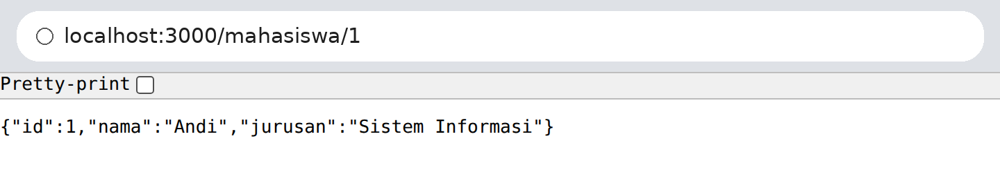 localhost:3000/mahasiswa/1
Pretty-print
{"id":1,"nama":"Andi","jurusan":"Sistem Informasi"}